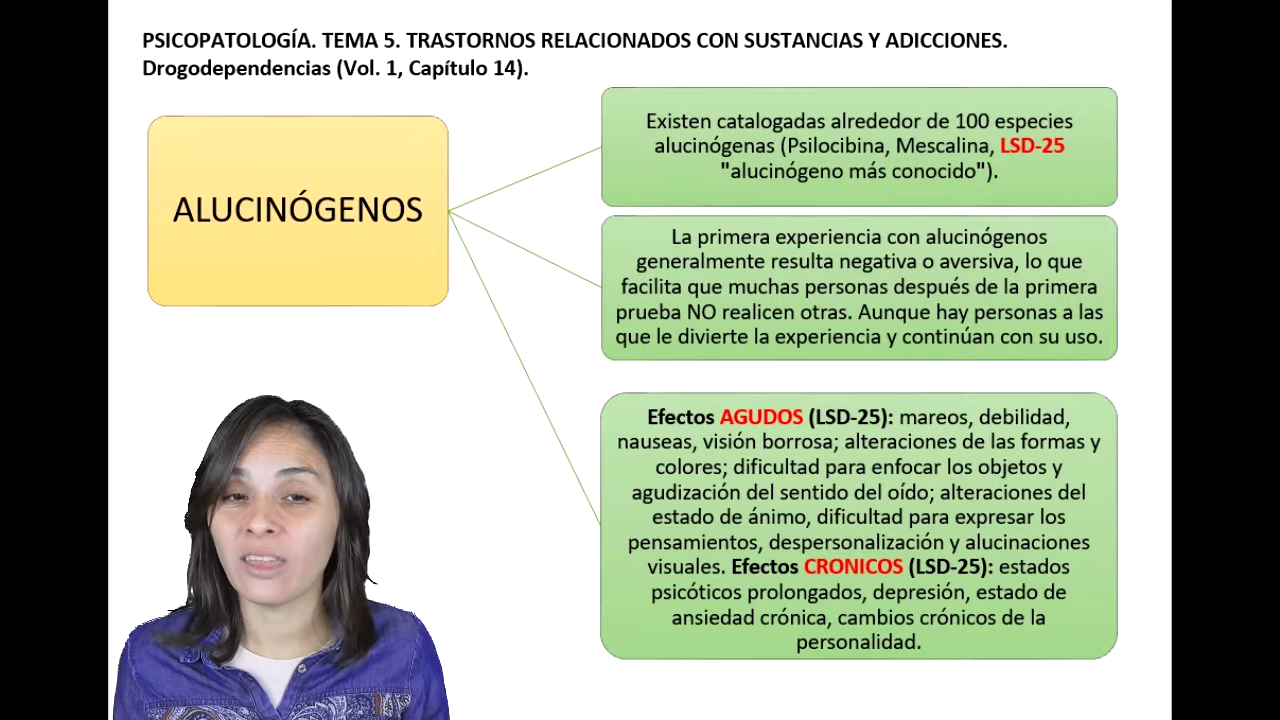 PSICOPATOLOGÍA. TEMA 5. TRASTORNOS RELACIONADOS CON SUSTANCIAS Y ADICCIONES.
Drogodependencias (Vol. 1, Capítulo 14).
ALUCINÓGENOS
Existen catalogadas alrededor de 100 especies
alucinógenas (Psilocibina, Mescalina, LSD-25
"alucinógeno más conocido").
La primera experiencia con alucinógenos
generalmente resulta negativa o aversiva, lo que
facilita que muchas personas después de la primera
prueba NO realicen otras. Aunque hay personas a las
que le divierte la experiencia y continúan con su uso.
Efectos AGUDOS (LSD-25): mareos, debilidad,
nauseas, visión borrosa; alteraciones de las formas y
colores; dificultad para enfocar los objetos y
agudización del sentido del oído; alteraciones del
estado de ánimo, dificultad para expresar los
pensamientos, despersonalización y alucinaciones
visuales. Efectos CRONICOS (LSD-25): estados
psicóticos prolongados, depresión, estado de
ansiedad crónica, cambios crónicos de la
personalidad.